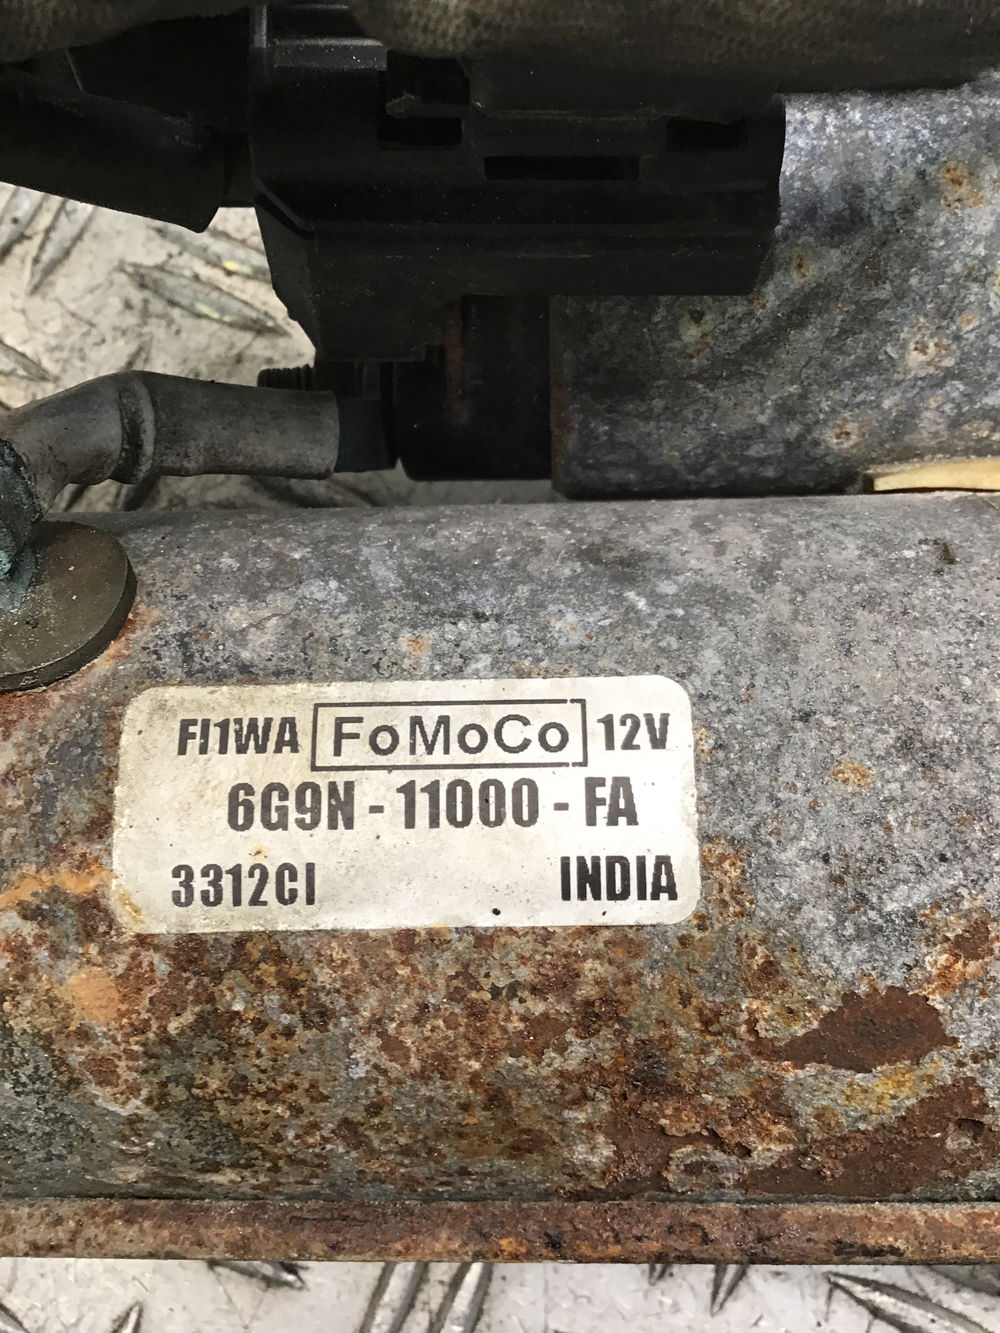 FI1WA FoMoCo 12V
6G9N - 11000 - FA
3312CI INDIA